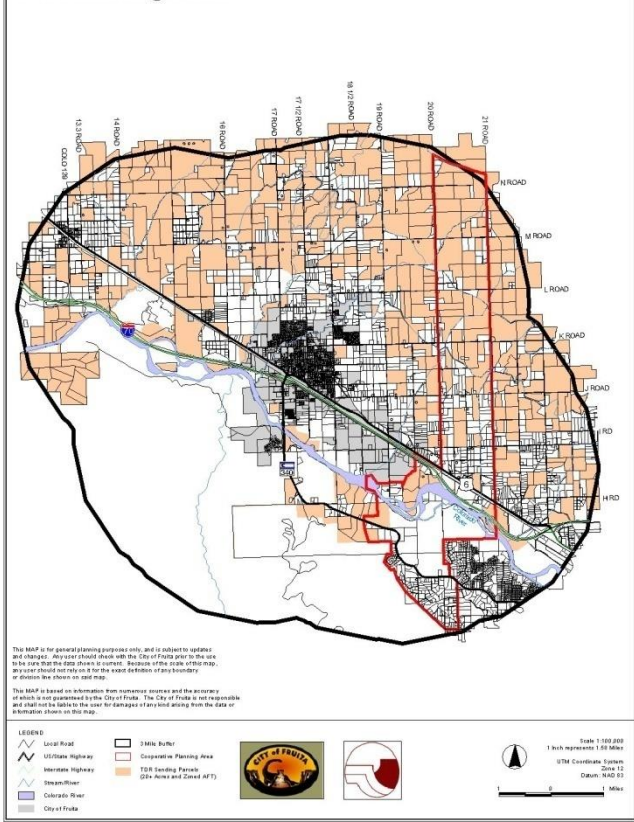 COLO 139
13.3 ROAD
14 ROAD
16 ROAD
17 ROAD
17 1/2 ROAD
18 1/2 ROAD
19 ROAD
20 ROAD
21 ROAD
N ROAD
M ROAD
L ROAD
K ROAD
J ROAD
I RD
H RD
70
340
6
Colorado
River
This MAP is for general planning purposes only, and is subject to updates
and changes. Any user should check with the City of Fruita prior to the use
to be sure that the data shown is current. Because of the scale of this map,
any user should not rely on it for the exact definition of any boundary
or division line shown on said map.
This MAP is based on information from numerous sources and the accuracy
of which is not guaranteed by the City of Fruita. The City of Fruita is not responsible
and shall not be liable to the user for damages of any kind arising from the data or
information shown on this map.
LEGEND
Local Road
US/State Highway
Interstate Highway
Stream/River
Colorado River
City of Fruita
3 Mile Buffer
Cooperative Planning Area
TDR Sending Parcels
(20+ Acres and Zoned AFT)
CITY of FRUITA
Scale 1:100,000
1 inch represents 1.58 Miles
UTM Coordinate System
Zone 12
Datum: NAD 83
1 0 1 Miles